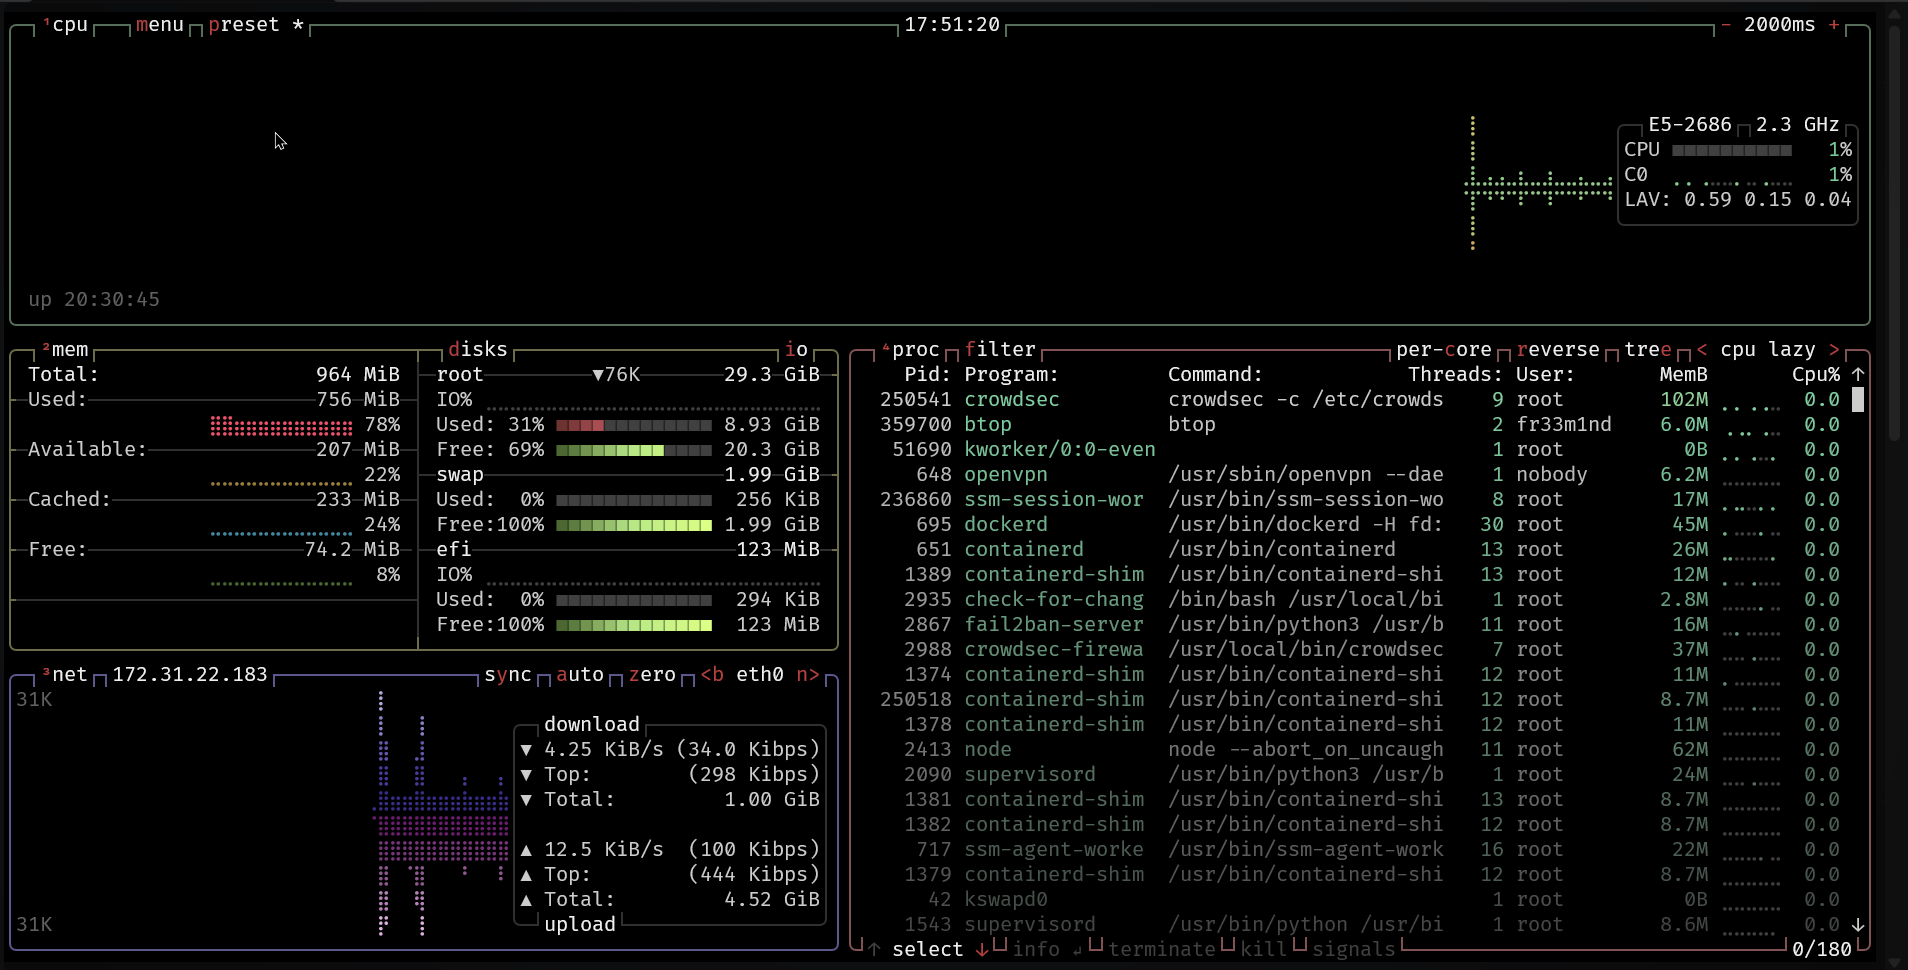 ¹cpu menu preset * 17:51:20 - 2000ms +
E5-2686 2.3 GHz
CPU 1%
C0 1%
LAV: 0.59 0.15 0.04
up 20:30:45
²mem
Total: 964 MiB
Used: 756 MiB
78%
Available: 207 MiB
22%
Cached: 233 MiB
24%
Free: 74.2 MiB
8%
disks io
root ▼76K 29.3 GiB
IO%
Used: 31% 8.93 GiB
Free: 69% 20.3 GiB
swap 1.99 GiB
Used: 0% 256 KiB
Free:100% 1.99 GiB
efi 123 MiB
IO%
Used: 0% 294 KiB
Free:100% 123 MiB
³net 172.31.22.183 sync auto zero <b eth0 n>
31K
download
▼ 4.25 KiB/s (34.0 Kibps)
▼ Top: (298 Kibps)
▼ Total: 1.00 GiB
▲ 12.5 KiB/s (100 Kibps)
▲ Top: (444 Kibps)
▲ Total: 4.52 GiB
upload
31K
⁴proc filter per-core reverse tree < cpu lazy >
Pid: Program: Command: Threads: User: MemB Cpu% ↑
250541 crowdsec crowdsec -c /etc/crowds 9 root 102M 0.0
359700 btop btop 2 fr33m1nd 6.0M 0.0
51690 kworker/0:0-even 1 root 0B 0.0
648 openvpn /usr/sbin/openvpn --dae 1 nobody 6.2M 0.0
236860 ssm-session-wor /usr/bin/ssm-session-wo 8 root 17M 0.0
695 dockerd /usr/bin/dockerd -H fd: 30 root 45M 0.0
651 containerd /usr/bin/containerd 13 root 26M 0.0
1389 containerd-shim /usr/bin/containerd-shi 13 root 12M 0.0
2935 check-for-chang /bin/bash /usr/local/bi 1 root 2.8M 0.0
2867 fail2ban-server /usr/bin/python3 /usr/b 11 root 16M 0.0
2988 crowdsec-firewa /usr/local/bin/crowdsec 7 root 37M 0.0
1374 containerd-shim /usr/bin/containerd-shi 12 root 11M 0.0
250518 containerd-shim /usr/bin/containerd-shi 12 root 8.7M 0.0
1378 containerd-shim /usr/bin/containerd-shi 12 root 11M 0.0
2413 node node --abort_on_uncaugh 11 root 62M 0.0
2090 supervisord /usr/bin/python3 /usr/b 1 root 24M 0.0
1381 containerd-shim /usr/bin/containerd-shi 13 root 8.7M 0.0
1382 containerd-shim /usr/bin/containerd-shi 12 root 8.7M 0.0
717 ssm-agent-worke /usr/bin/ssm-agent-work 16 root 22M 0.0
1379 containerd-shim /usr/bin/containerd-shi 12 root 8.7M 0.0
42 kswapd0 1 root 0B 0.0
1543 supervisord /usr/bin/python /usr/bi 1 root 8.6M 0.0 ↓
↑ select ↓ info ↲ terminate kill signals 0/180